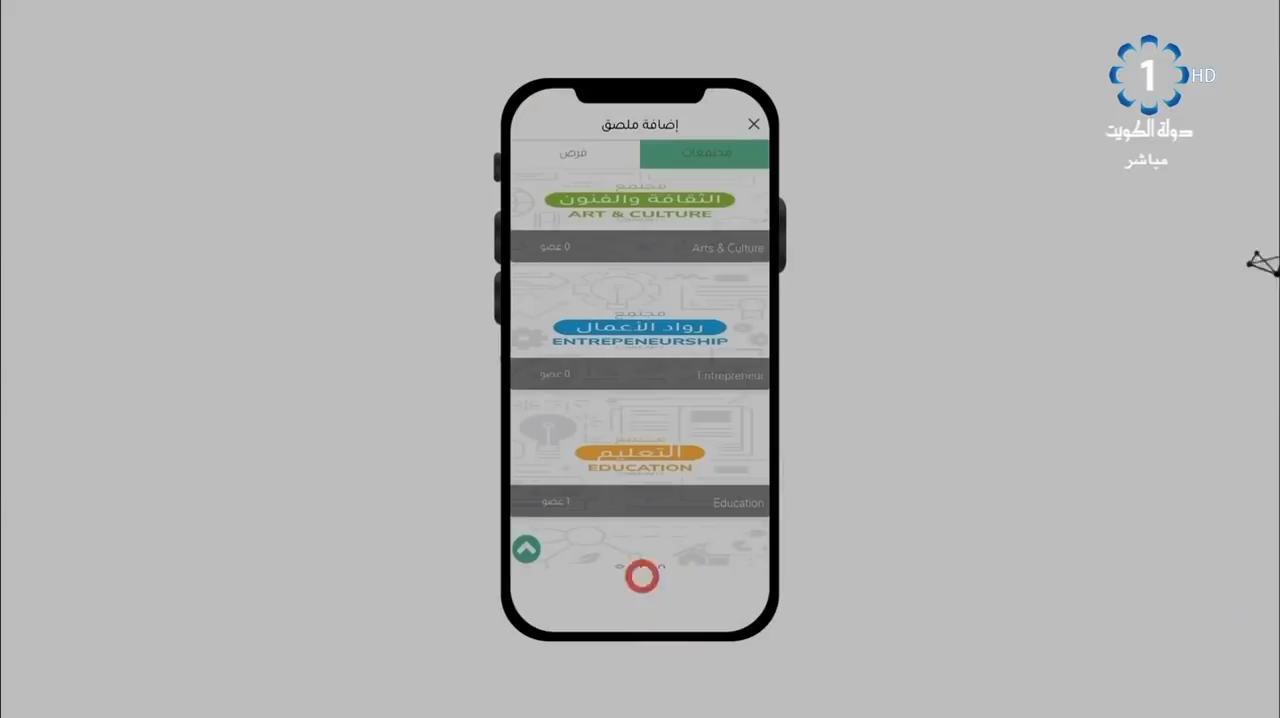 1 HD
دولة الكويت
مباشر
إضافة ملصق
مجتمعات
فرص
مجتمع
الثقافة والفنون
ART & CULTURE
Arts & Culture
0 عضو
مجتمع
رواد الأعمال
ENTREPENEURSHIP
Entrepreneur
0 عضو
مجتمع
التعليم
EDUCATION
Education
1 عضو